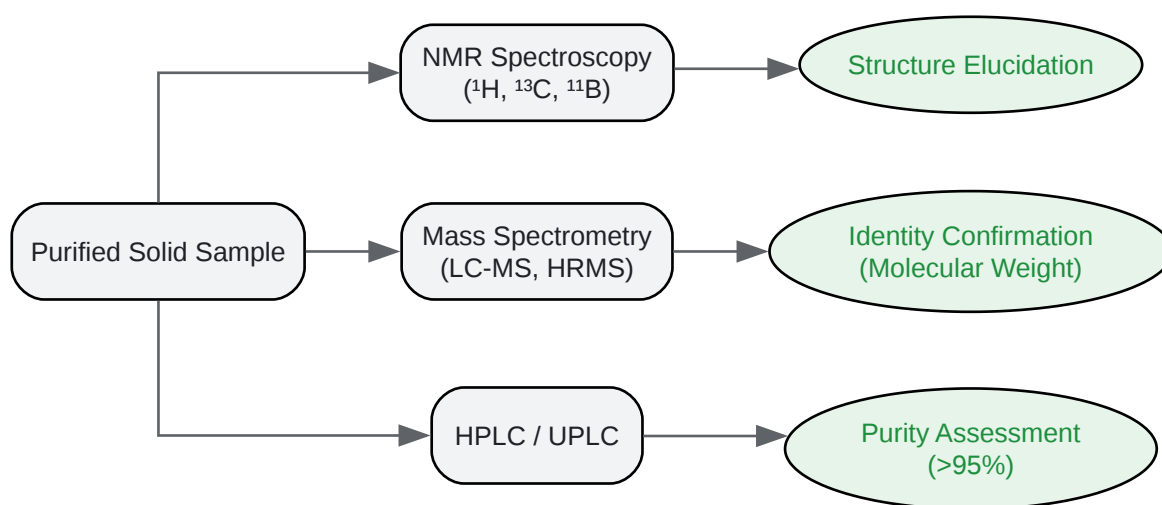 NMR Spectroscopy
(¹H, ¹³C, ¹¹B)
Structure Elucidation
Purified Solid Sample
Mass Spectrometry
(LC-MS, HRMS)
Identity Confirmation
(Molecular Weight)
HPLC / UPLC
Purity Assessment
(>95%)